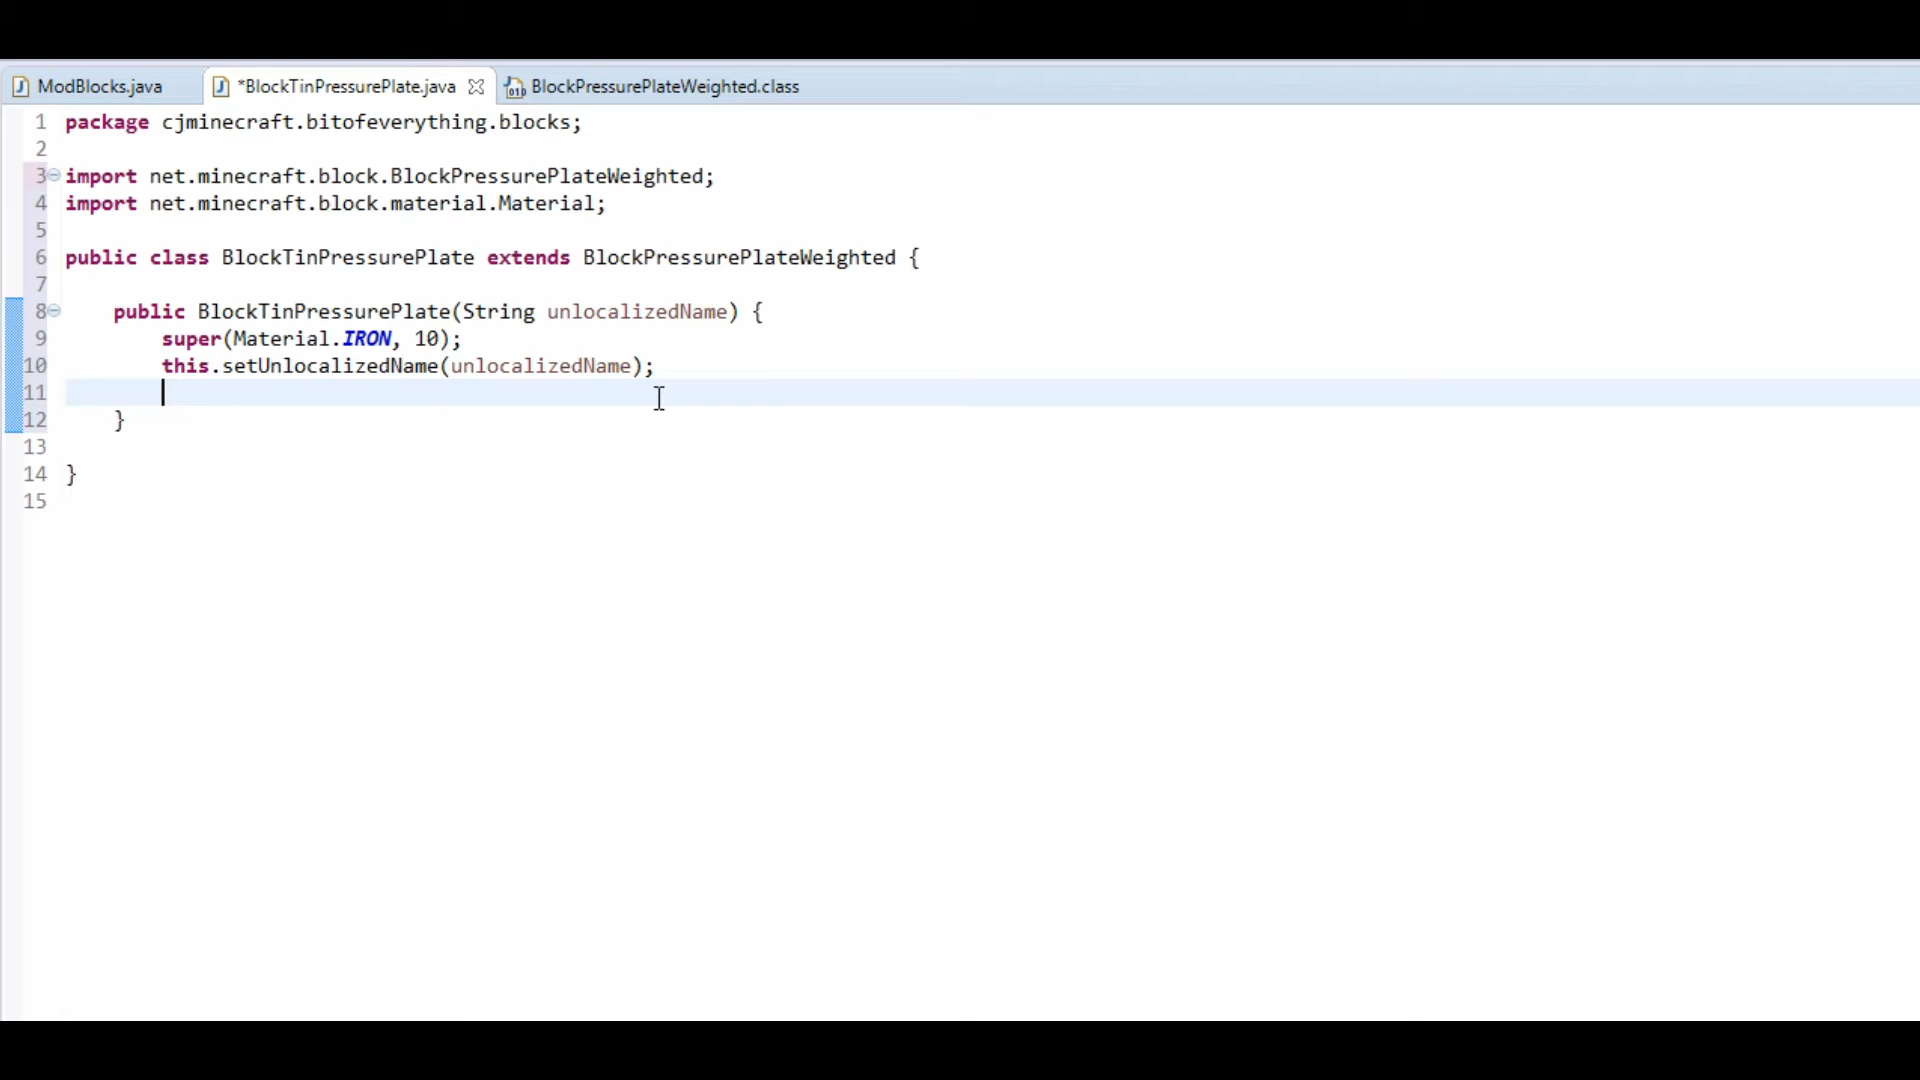 ModBlocks.java *BlockTinPressurePlate.java BlockPressurePlateWeighted.class
1 package cjminecraft.bitofeverything.blocks;
2
3 import net.minecraft.block.BlockPressurePlateWeighted;
4 import net.minecraft.block.material.Material;
5
6 public class BlockTinPressurePlate extends BlockPressurePlateWeighted {
7
8 public BlockTinPressurePlate(String unlocalizedName) {
9 super(Material.IRON, 10);
10 this.setUnlocalizedName(unlocalizedName);
11
12 }
13
14 }
15